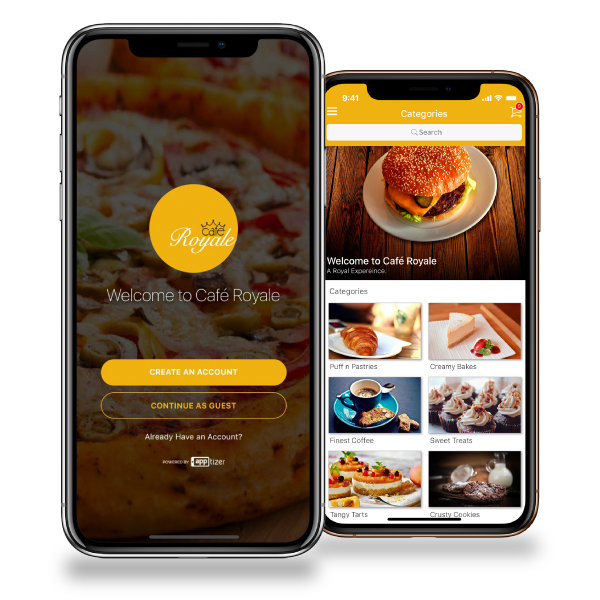 Café
Royale
Welcome to Café Royale
CREATE AN ACCOUNT
CONTINUE AS GUEST
Already Have an Account?
POWERED BY apptizer
9:41
Categories
0
Search
Welcome to Café Royale
A Royal Expereince.
Categories
Puff n Pastries
Creamy Bakes
Finest Coffee
Sweet Treats
Tangy Tarts
Crusty Cookies